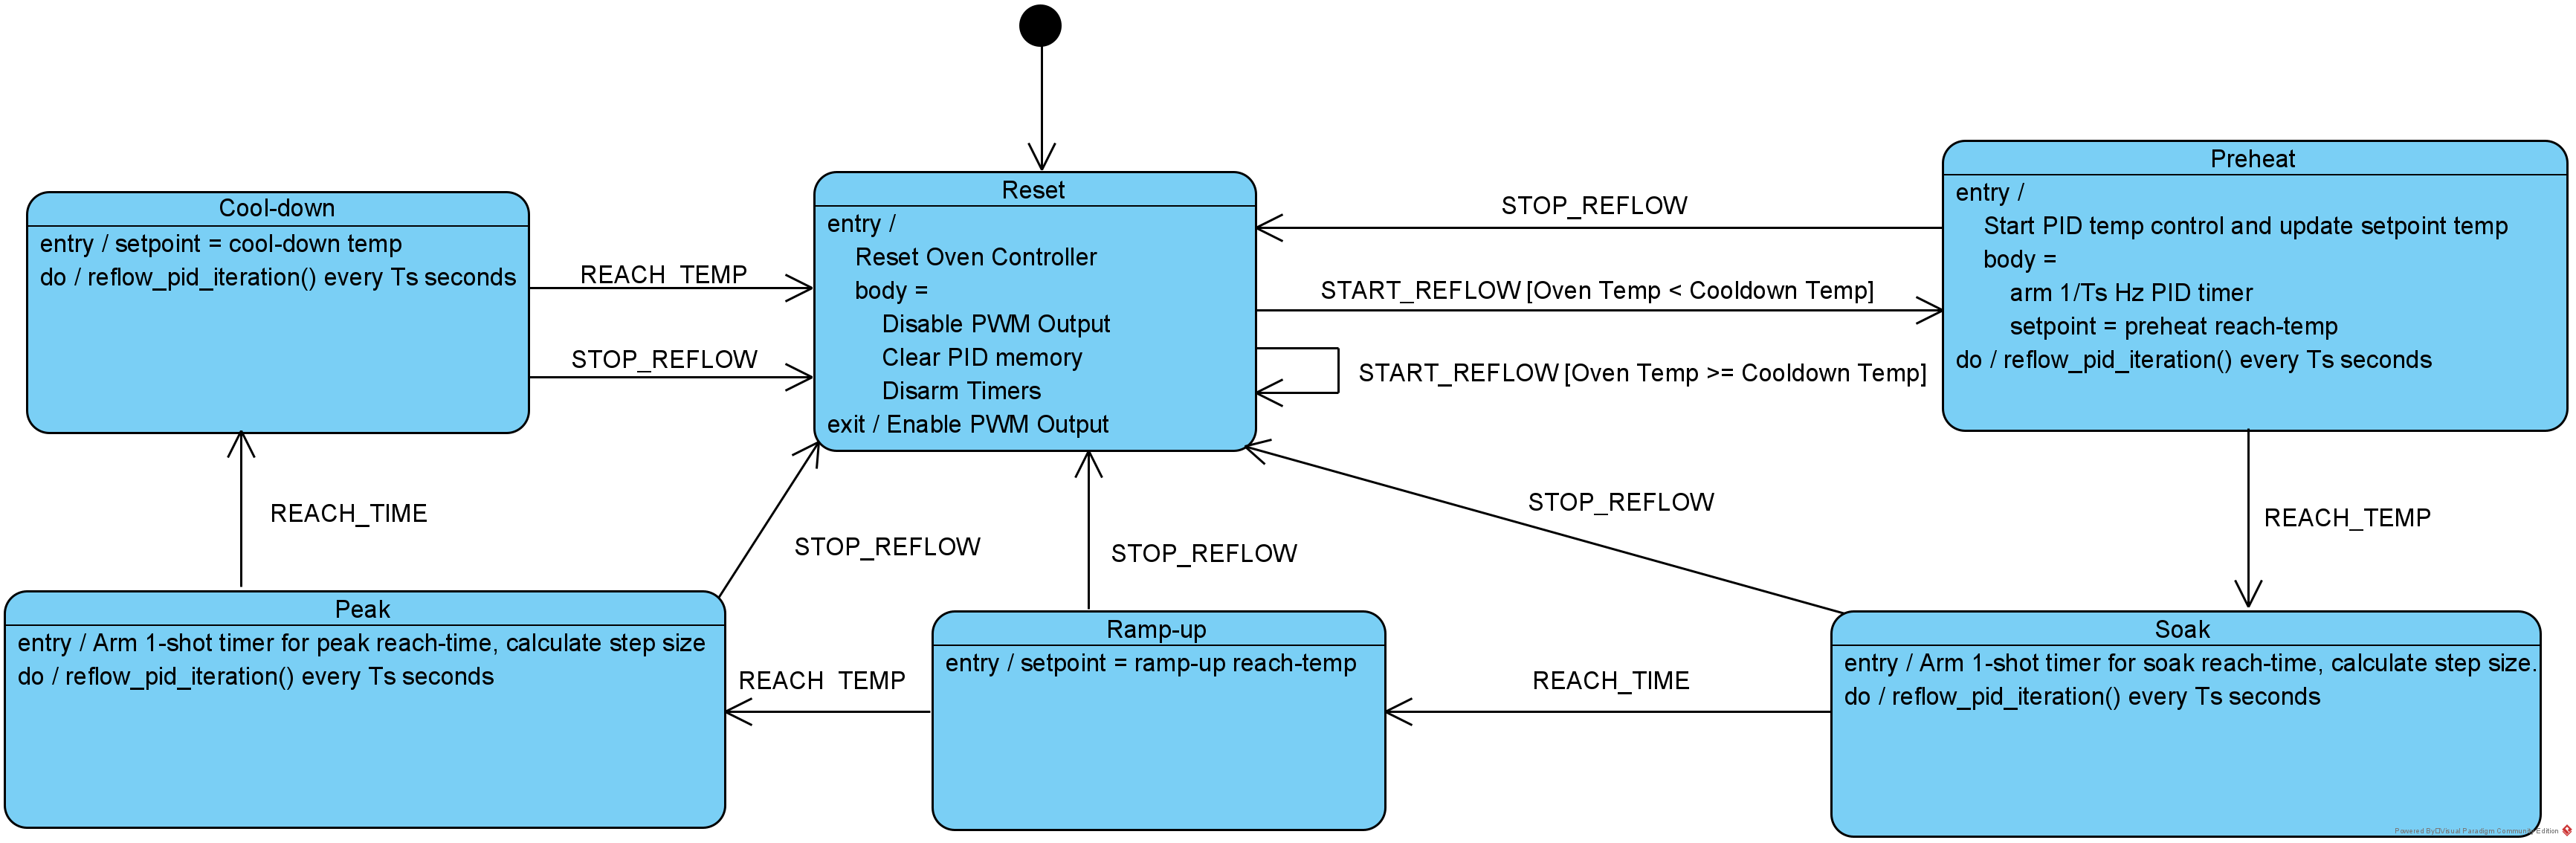 Cool-down
entry / setpoint = cool-down temp
do / reflow_pid_iteration() every Ts seconds
REACH_TEMP
STOP_REFLOW
Reset
entry /
Reset Oven Controller
body =
Disable PWM Output
Clear PID memory
Disarm Timers
exit / Enable PWM Output
STOP_REFLOW
START_REFLOW [Oven Temp < Cooldown Temp]
START_REFLOW [Oven Temp >= Cooldown Temp]
Preheat
entry /
Start PID temp control and update setpoint temp
body =
arm 1/Ts Hz PID timer
setpoint = preheat reach-temp
do / reflow_pid_iteration() every Ts seconds
REACH_TIME
STOP_REFLOW
STOP_REFLOW
STOP_REFLOW
REACH_TEMP
Peak
entry / Arm 1-shot timer for peak reach-time, calculate step size
do / reflow_pid_iteration() every Ts seconds
REACH TEMP
Ramp-up
entry / setpoint = ramp-up reach-temp
REACH_TIME
Soak
entry / Arm 1-shot timer for soak reach-time, calculate step size.
do / reflow_pid_iteration() every Ts seconds
Powered By Visual Paradigm Community Edition